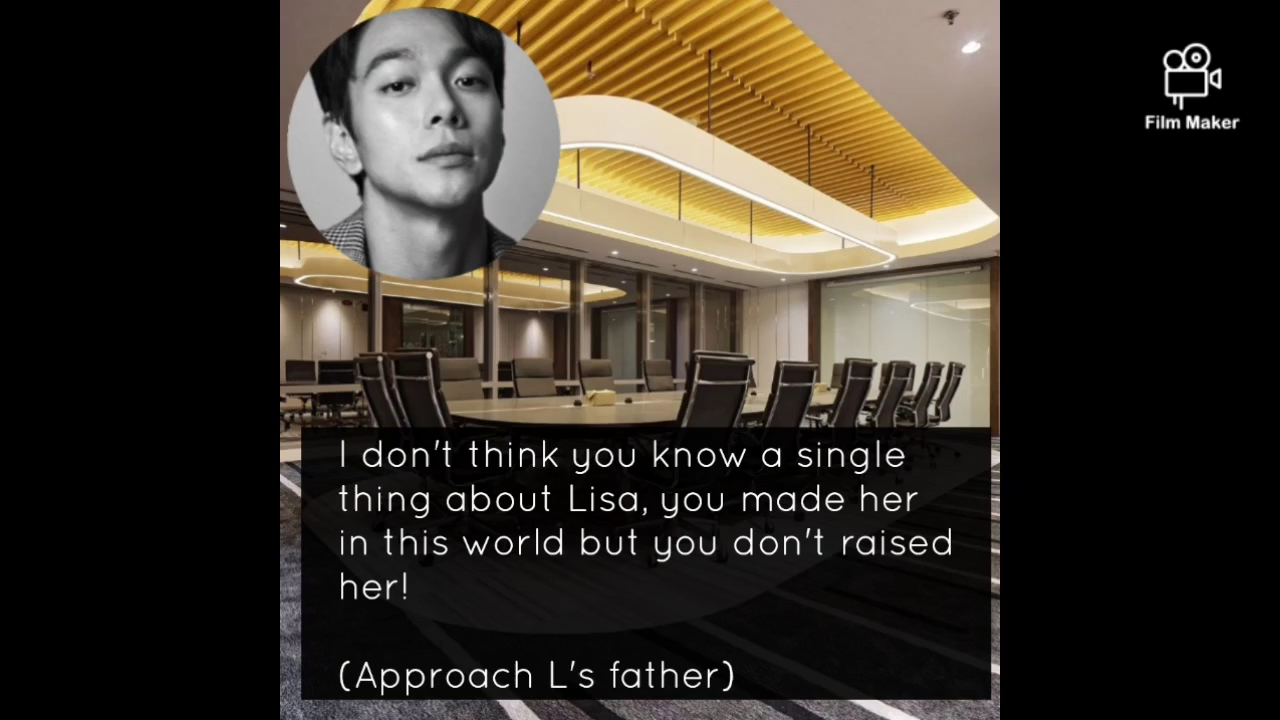 Film Maker
I don't think you know a single
thing about Lisa, you made her
in this world but you don't raised
her!
(Approach L's father)